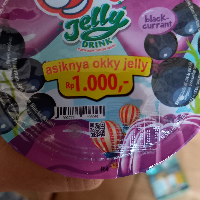 Jelly
DRINK
black-
currant
asiknya okky jelly
Rp1.000,-